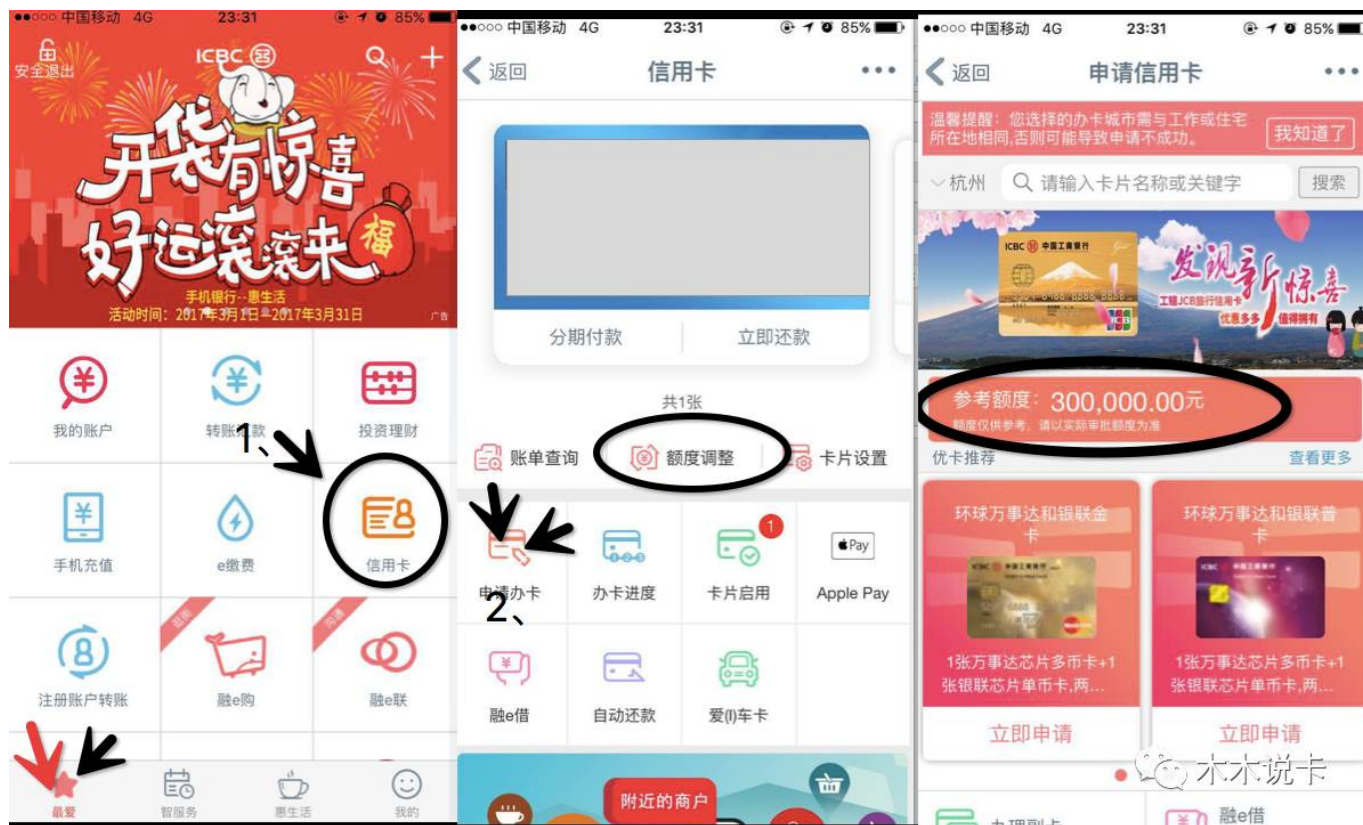 ●●○○○ 中国移动 4G 23:31 85%
安全退出
ICBC
开袋有惊喜
好运滚滚来
福
手机银行--惠生活
活动时间：2017年3月1日-2017年3月31日
广告
我的账户
转账汇款
投资理财
1、
手机充值
e缴费
信用卡
注册账户转账
融e购
融e联
最爱
智服务
惠生活
我的
●●○○○ 中国移动 4G 23:31 85%
返回 信用卡 •••
分期付款 立即还款
共1张
账单查询 额度调整 卡片设置
1
Pay
申请办卡 办卡进度 卡片启用 Apple Pay
2、
融e借 自动还款 爱(I)车卡
附近的商户
●●○○○ 中国移动 4G 23:31 85%
返回 申请信用卡 •••
温馨提醒：您选择的办卡城市需与工作或住宅
所在地相同,否则可能导致申请不成功。
我知道了
杭州 请输入卡片名称或关键字 搜索
ICBC 中国工商银行
发现新惊喜
工银JCB旅行信用卡
优惠多多 值得拥有
参考额度：300,000.00元
额度仅供参考，请以实际审批额度为准
优卡推荐 查看更多
环球万事达和银联金
卡
1张万事达芯片多币卡+1
张银联芯片单币卡,两...
立即申请
环球万事达和银联普
卡
1张万事达芯片多币卡+1
张银联芯片单币卡,两...
立即申请
木木说卡
办理副卡
融e借